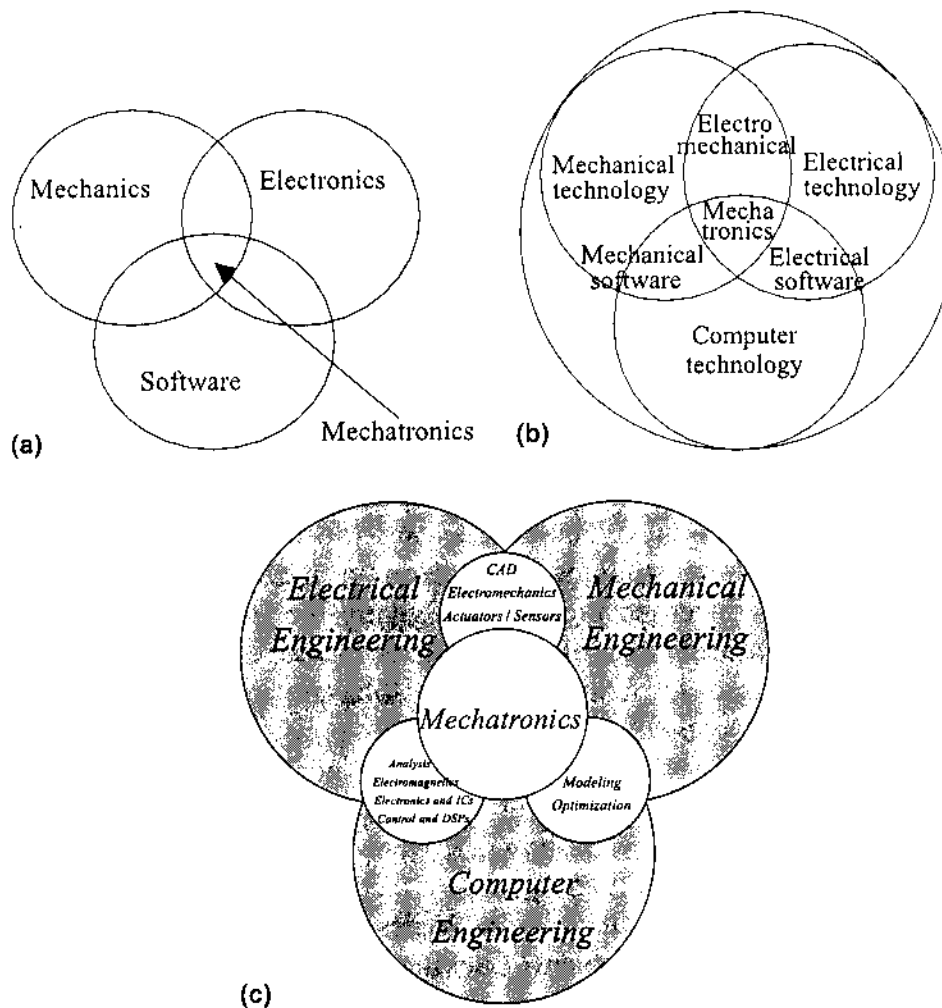 Mechanics
Electronics
Software
Mechatronics
(a)
Electro
mechanical
Mechanical
technology
Electrical
technology
Mecha
tronics
Mechanical
software
Electrical
software
Computer
technology
(b)
Electrical
Engineering
CAD
Electromechanics
Actuators / Sensors
Mechanical
Engineering
Mechatronics
Analysis
Electromagnetics
Electronics and ICs
Control and DSPs
Modeling
Optimization
Computer
Engineering
(c)